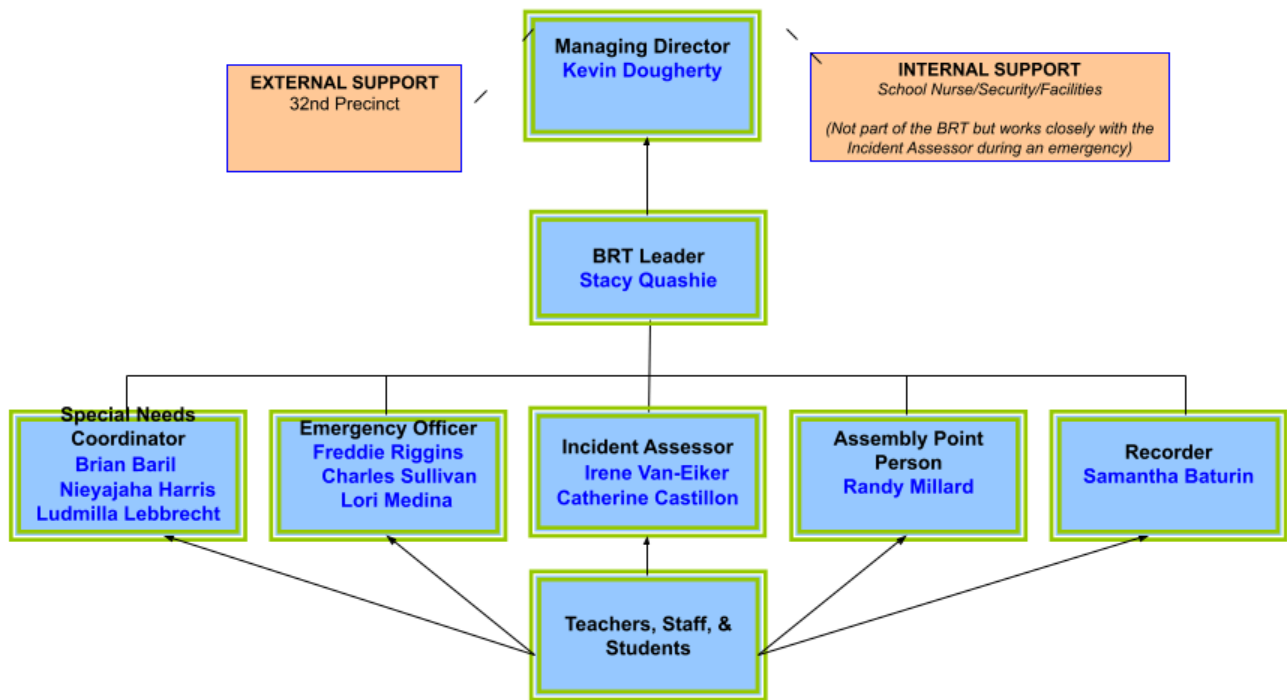 Managing Director
Kevin Dougherty
EXTERNAL SUPPORT
32nd Precinct
INTERNAL SUPPORT
School Nurse/Security/Facilities
(Not part of the BRT but works closely with the
Incident Assessor during an emergency)
BRT Leader
Stacy Quashie
Special Needs
Coordinator
Brian Baril
Nieyajaha Harris
Ludmilla Lebbrecht
Emergency Officer
Freddie Riggins
Charles Sullivan
Lori Medina
Incident Assessor
Irene Van-Eiker
Catherine Castillon
Assembly Point
Person
Randy Millard
Recorder
Samantha Baturin
Teachers, Staff, &
Students